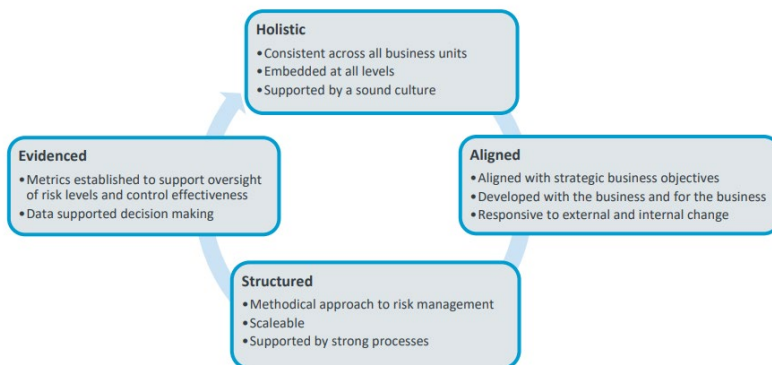 Holistic
•Consistent across all business units
•Embedded at all levels
•Supported by a sound culture
Evidenced
•Metrics established to support oversight
of risk levels and control effectiveness
•Data supported decision making
Aligned
•Aligned with strategic business objectives
•Developed with the business and for the business
•Responsive to external and internal change
Structured
•Methodical approach to risk management
•Scaleable
•Supported by strong processes